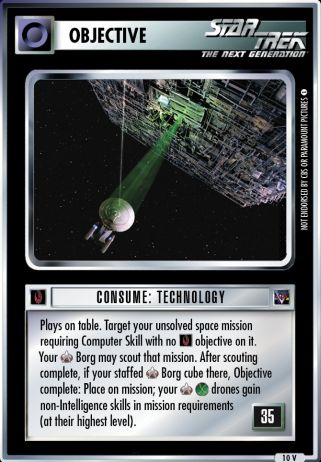 OBJECTIVE
STAR TREK
THE NEXT GENERATION
NOT ENDORSED BY CBS OR PARAMOUNT PICTURES
CONSUME: TECHNOLOGY
Plays on table. Target your unsolved space mission
requiring Computer Skill with no objective on it.
Your Borg may scout that mission. After scouting
complete, if your staffed Borg cube there, Objective
complete: Place on mission; your drones gain
non-Intelligence skills in mission requirements
(at their highest level).
35
10 V